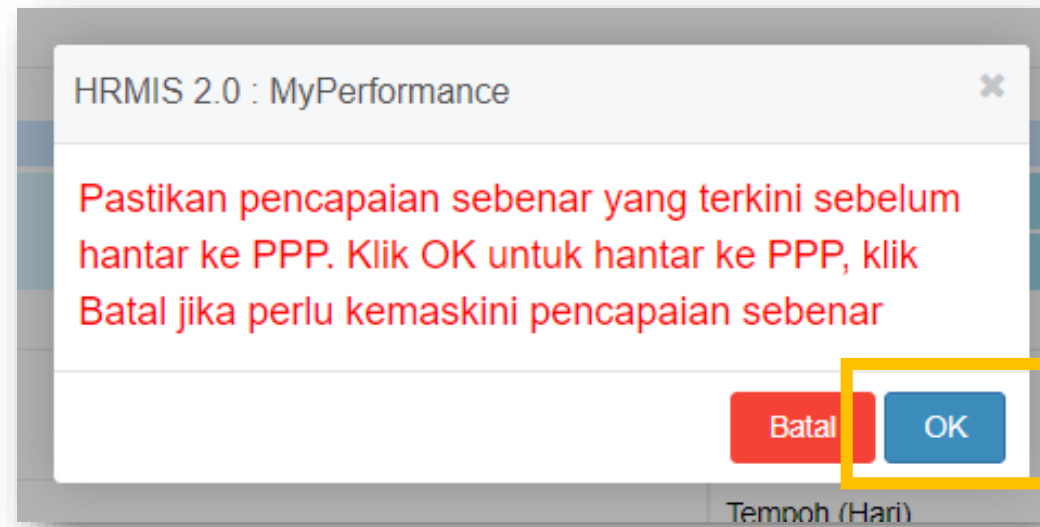 HRMIS 2.0 : MyPerformance
Pastikan pencapaian sebenar yang terkini sebelum
hantar ke PPP. Klik OK untuk hantar ke PPP, klik
Batal jika perlu kemaskini pencapaian sebenar
Batal OK
Tempoh (Hari)